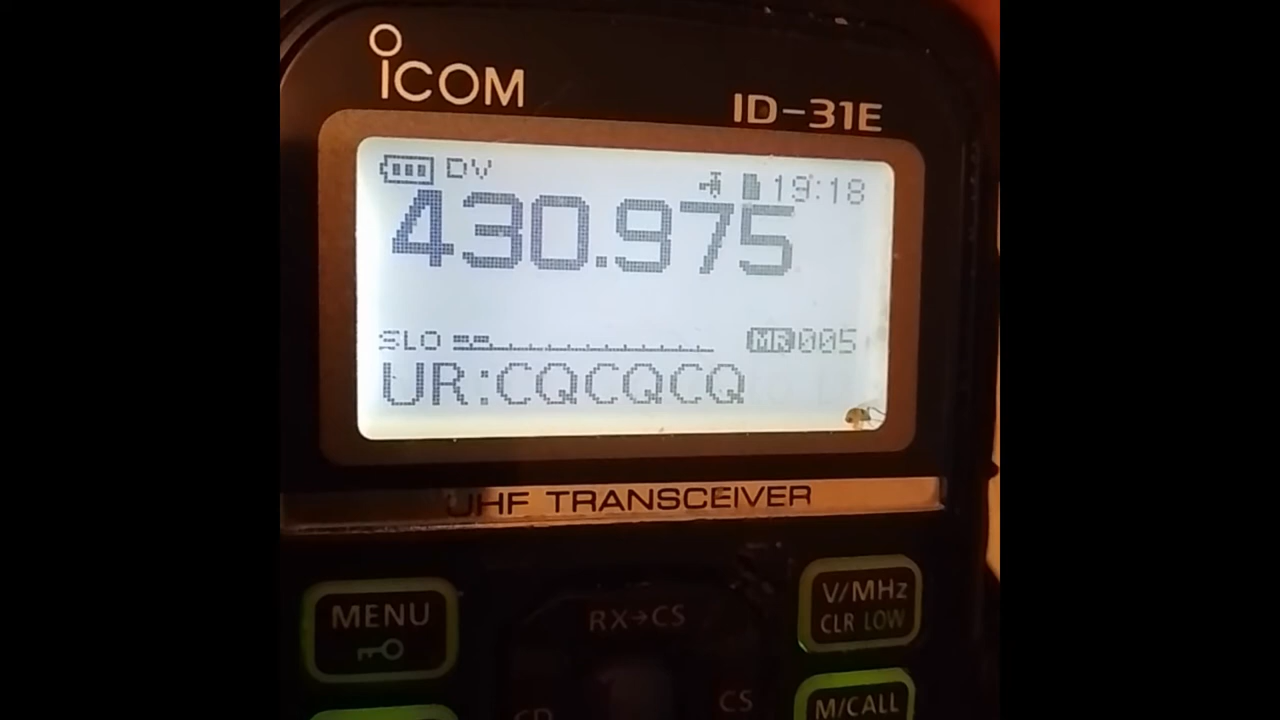 ICOM
ID-31E
DV 19:18
430.975
SLO MR 005
UR:CQCQCQ
UHF TRANSCEIVER
MENU
V/MHz
CLR LOW
RX→CS
CD
CS
M/CALL